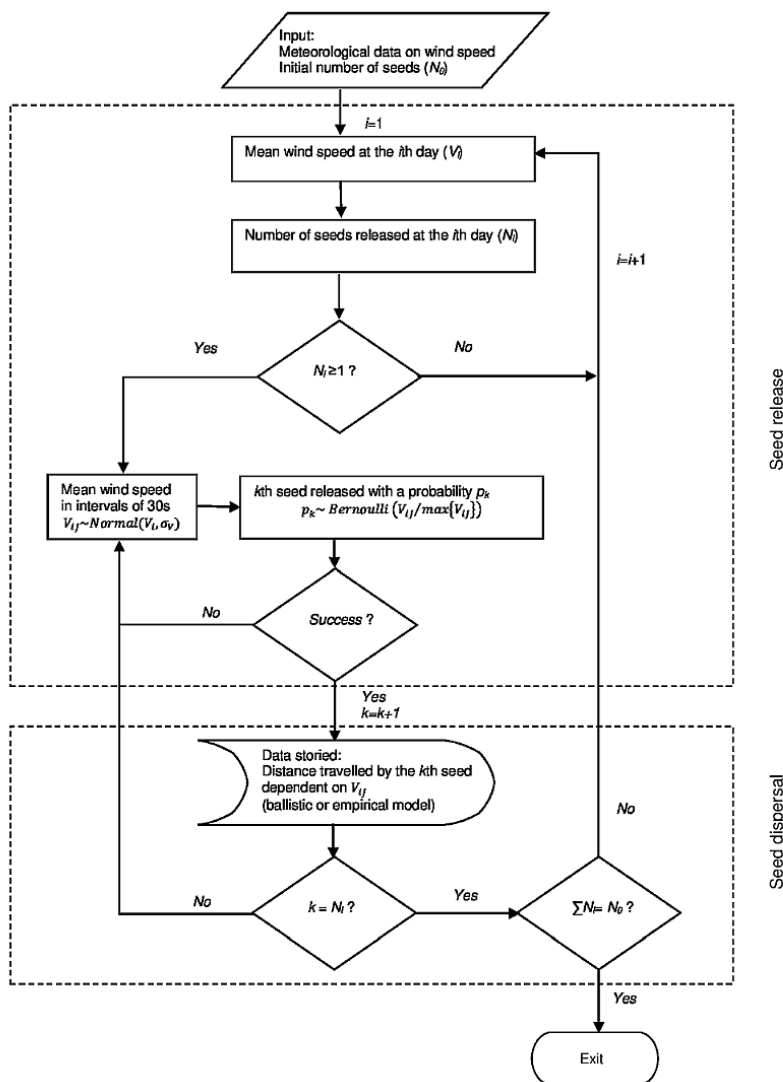 Input:
Meteorological data on wind speed
Initial number of seeds (N₀)
i=1
Mean wind speed at the ith day (Vᵢ)
Number of seeds released at the ith day (Nᵢ)
i=i+1
Yes
No
Nᵢ≥1 ?
Seed release
Mean wind speed
in intervals of 30s
Vᵢⱼ~Normal(Vᵢ,σᵥ)
kth seed released with a probability pₖ
pₖ~ Bernoulli (Vᵢⱼ/max{Vᵢⱼ})
No
Success ?
Yes
k=k+1
Data storied:
Distance travelled by the kth seed
dependent on Vᵢⱼ
(ballistic or empirical model)
No
Seed dispersal
No
k = Nᵢ ?
Yes
∑Nᵢ= N₀ ?
Yes
Exit